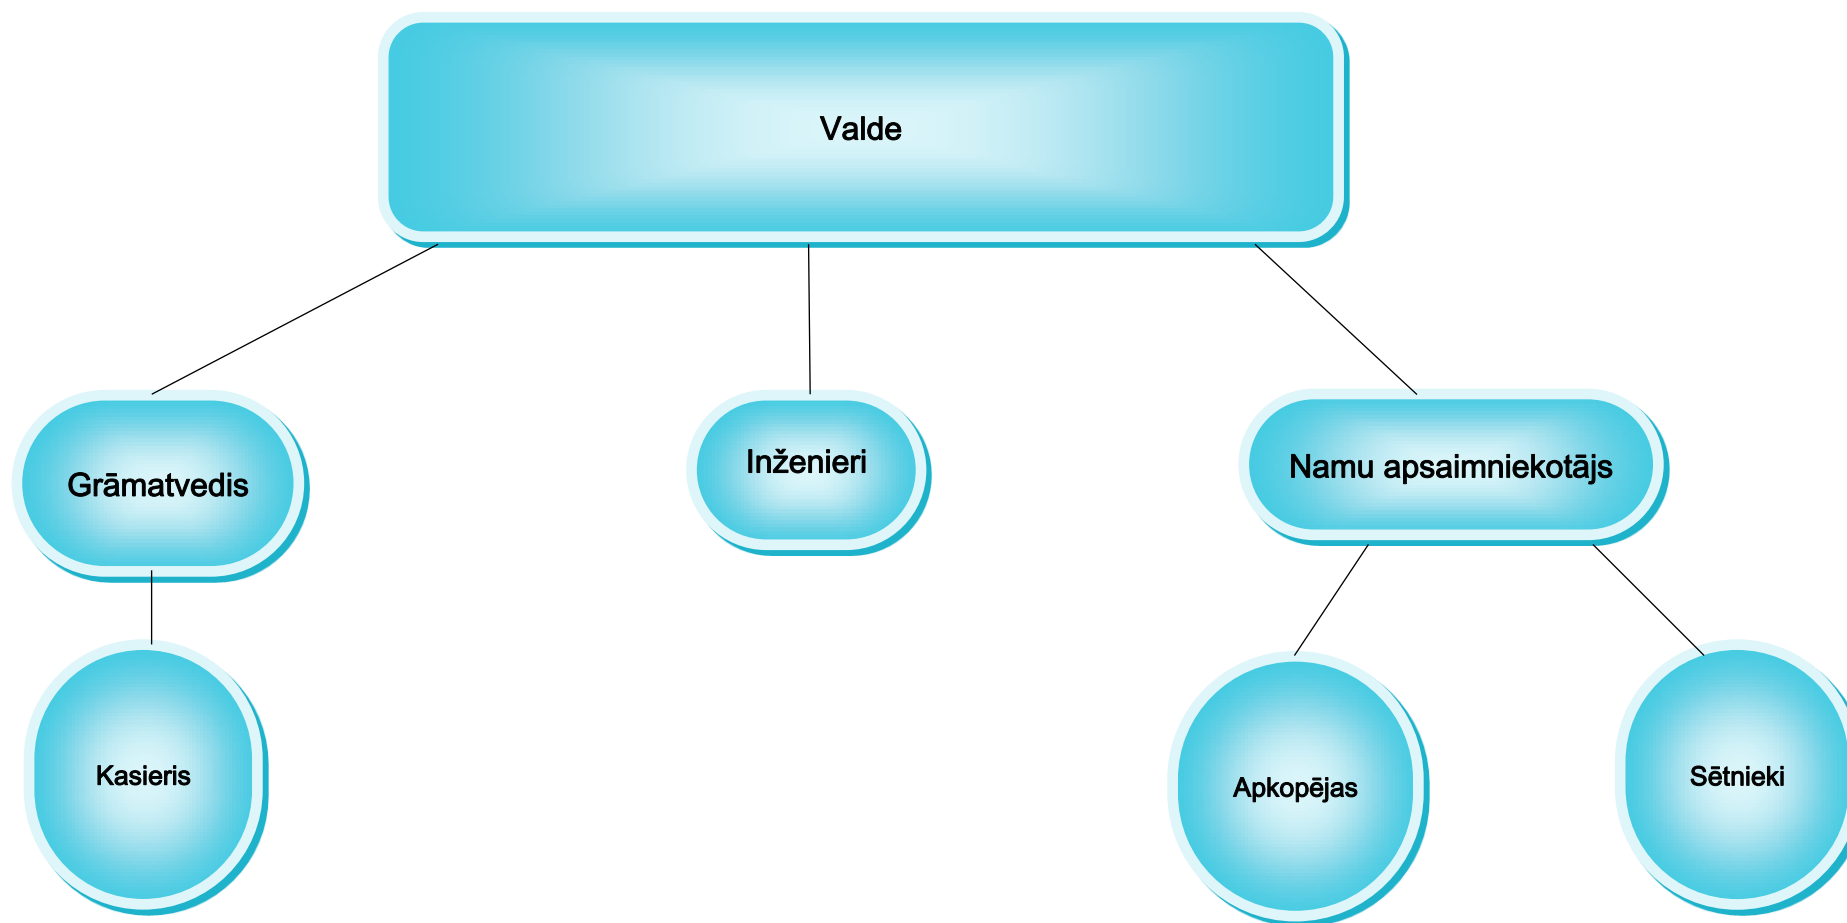 Valde
Grāmatvedis
Inženieri
Namu apsaimniekotājs
Kasieris
Apkopējas
Sētnieki